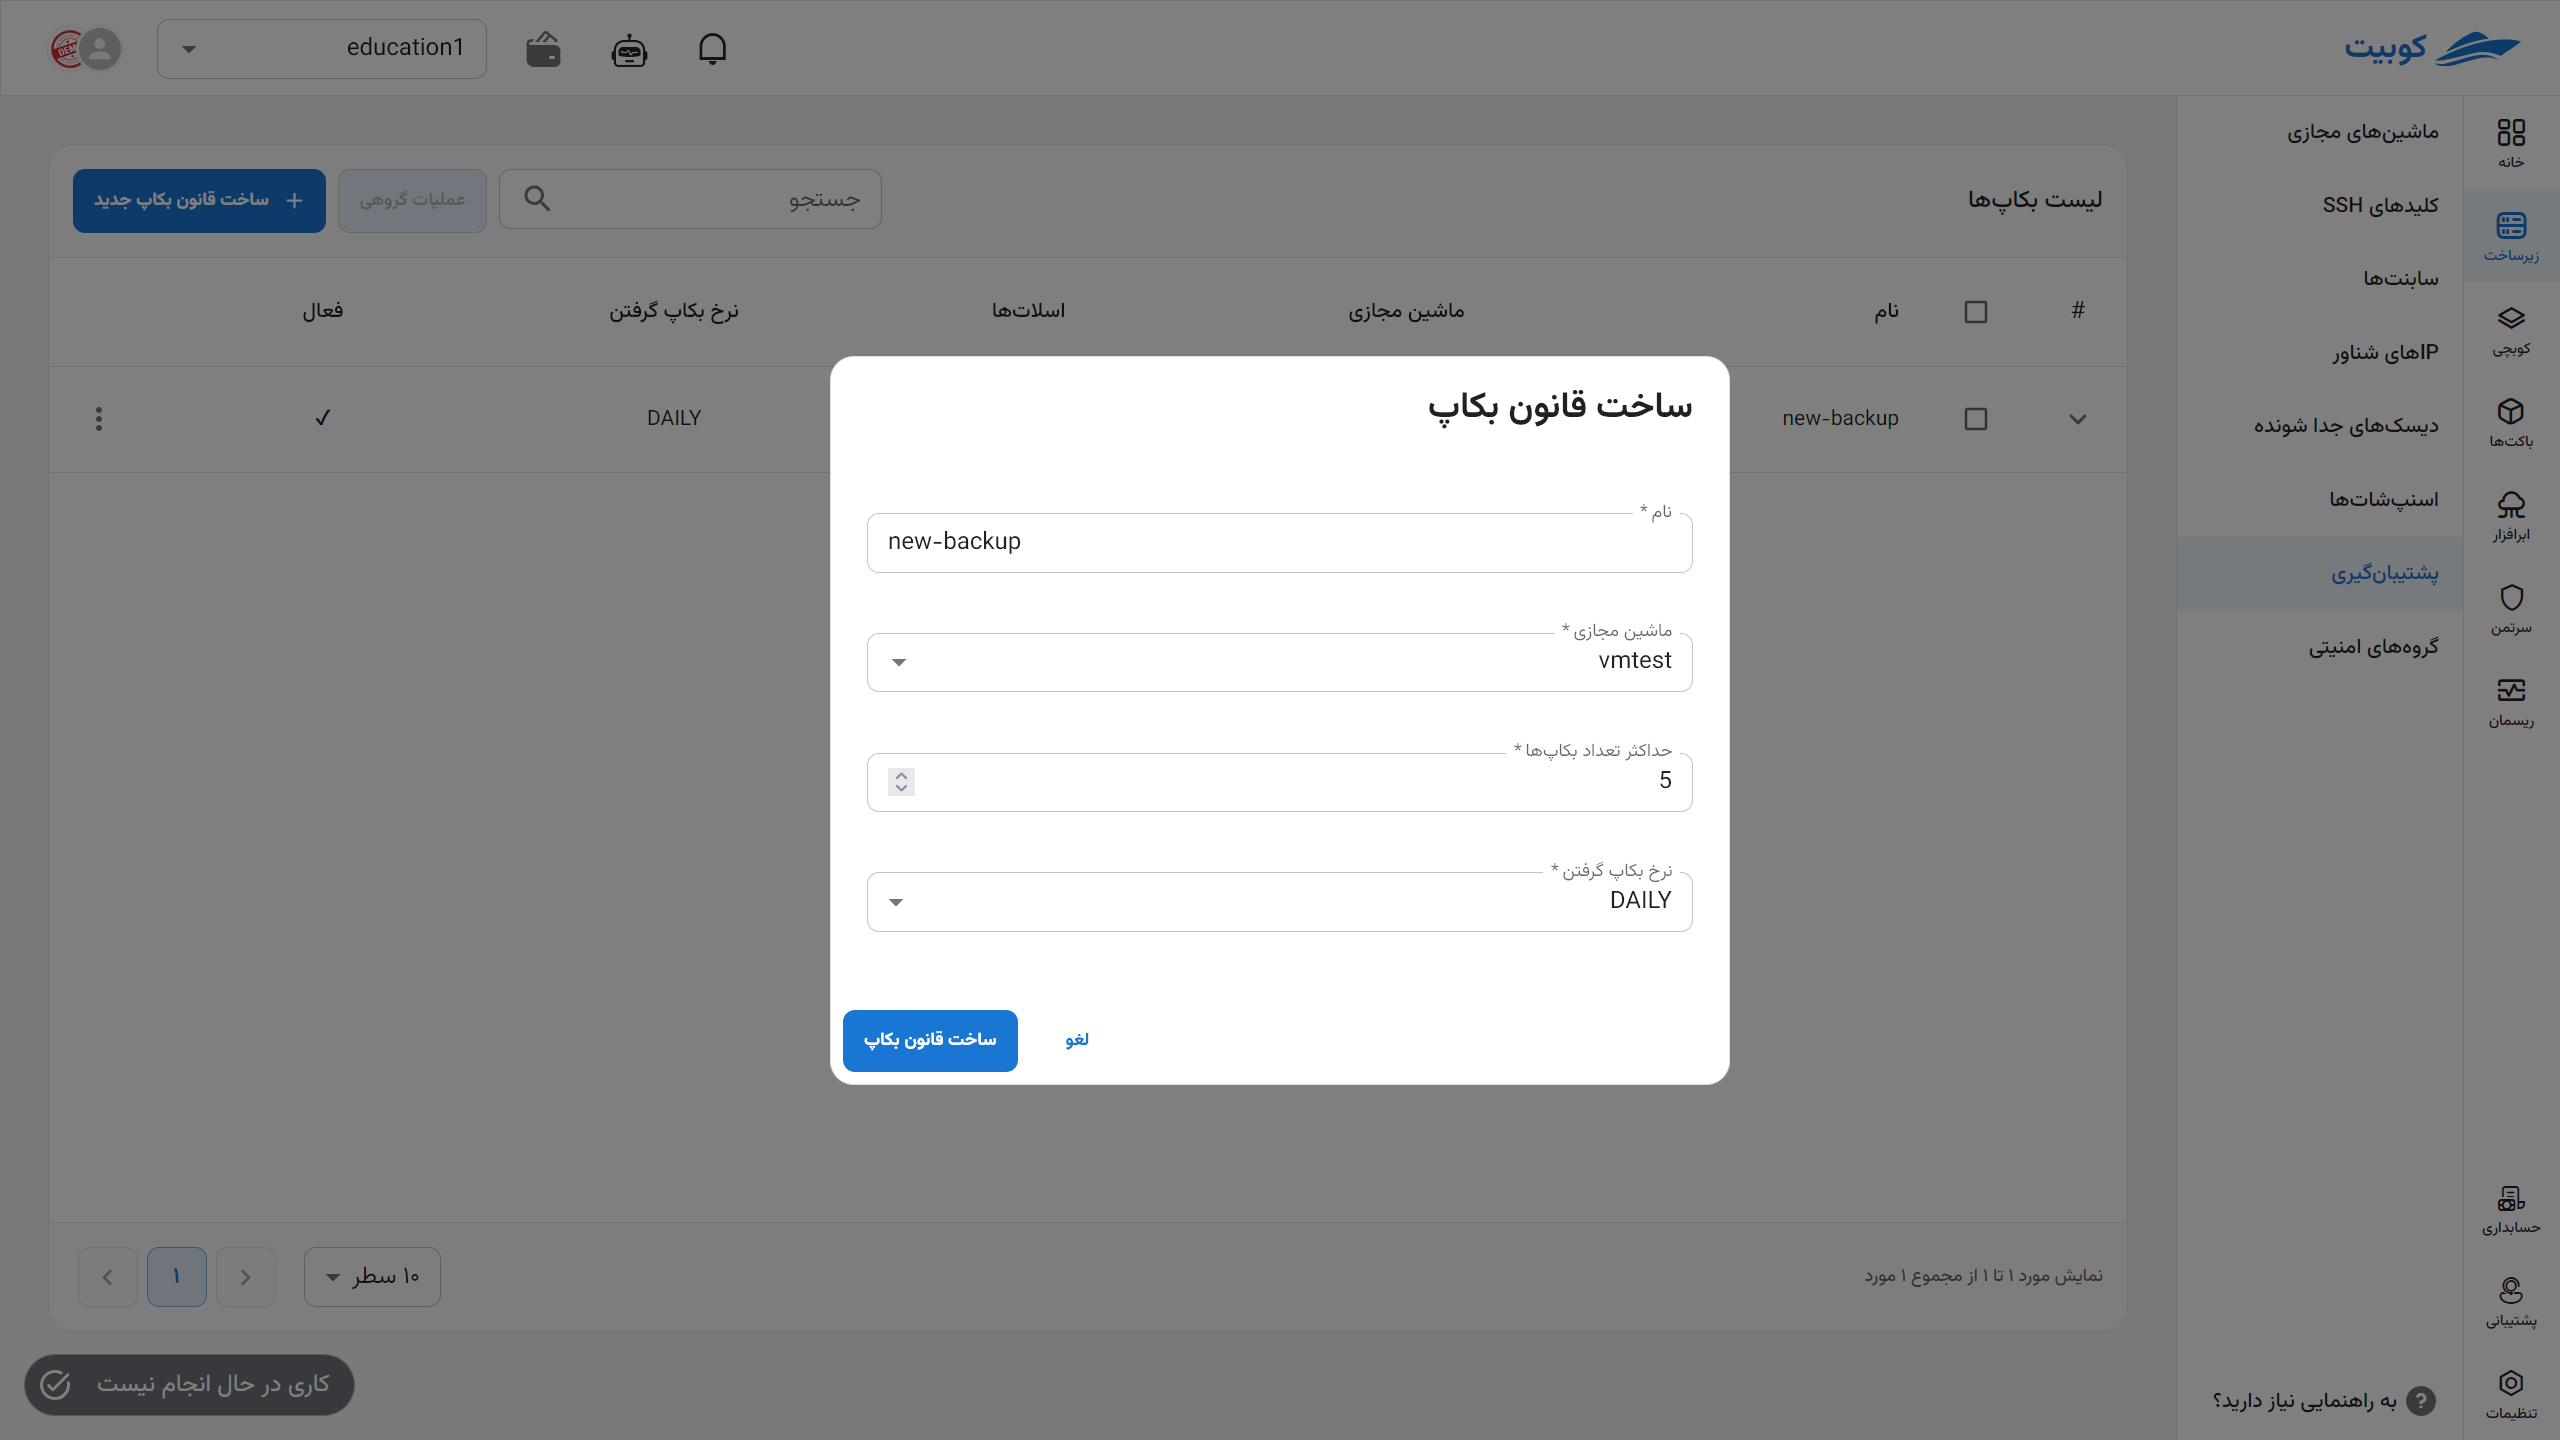 کوبیت
education1
خانه
زیرساخت
کوبچی
باکت‌ها
ابرافزار
سرتمن
ریسمان
حسابداری
پشتیبانی
تنظیمات
ماشین‌های مجازی
کلیدهای SSH
سابنت‌ها
IPهای شناور
دیسک‌های جدا شونده
اسنپ‌شات‌ها
پشتیبان‌گیری
گروه‌های امنیتی
به راهنمایی نیاز دارید؟
لیست بکاپ‌ها
جستجو
عملیات گروهی
ساخت قانون بکاپ جدید +
# نام ماشین مجازی اسلات‌ها نرخ بکاپ گرفتن فعال
new-backup DAILY ✓
ساخت قانون بکاپ
نام *
new-backup
ماشین مجازی *
vmtest
حداکثر تعداد بکاپ‌ها *
5
نرخ بکاپ گرفتن *
DAILY
لغو
ساخت قانون بکاپ
نمایش مورد ۱ تا ۱ از مجموع ۱ مورد
۱۰ سطر
۱
کاری در حال انجام نیست